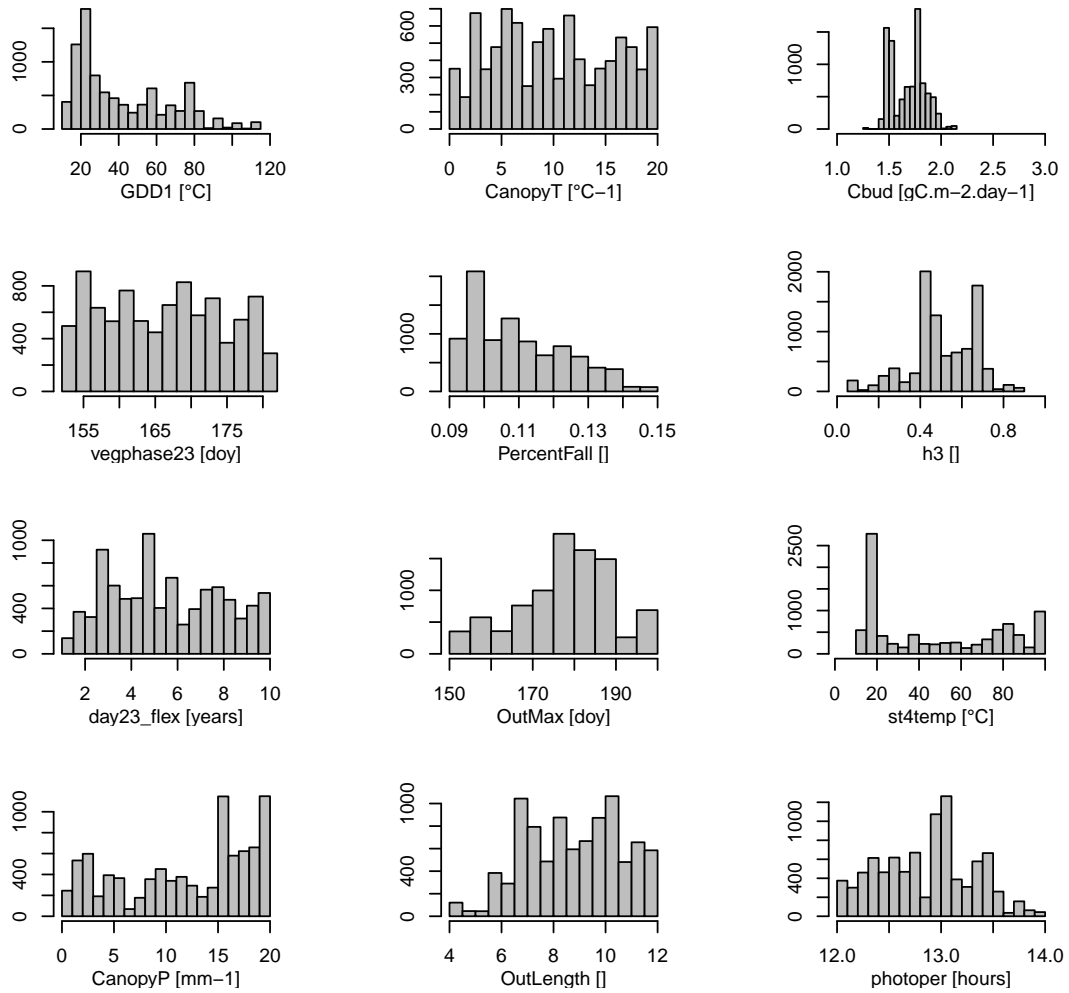 0 1000
20 40 60 80 120
GDD1 [°C]
0 300 600
0 5 10 15 20
CanopyT [°C−1]
0 1000
1.0 1.5 2.0 2.5 3.0
Cbud [gC.m−2.day−1]
0 400 800
155 165 175
vegphase23 [doy]
0 1000
0.09 0.11 0.13 0.15
PercentFall []
0 1000 2000
0.0 0.4 0.8
h3 []
0 400 1000
2 4 6 8 10
day23_flex [years]
0 1000
150 170 190
OutMax [doy]
0 1000 2500
0 20 40 60 80
st4temp [°C]
0 400 1000
0 5 10 15 20
CanopyP [mm−1]
0 400 1000
4 6 8 10 12
OutLength []
0 400 1000
12.0 13.0 14.0
photoper [hours]